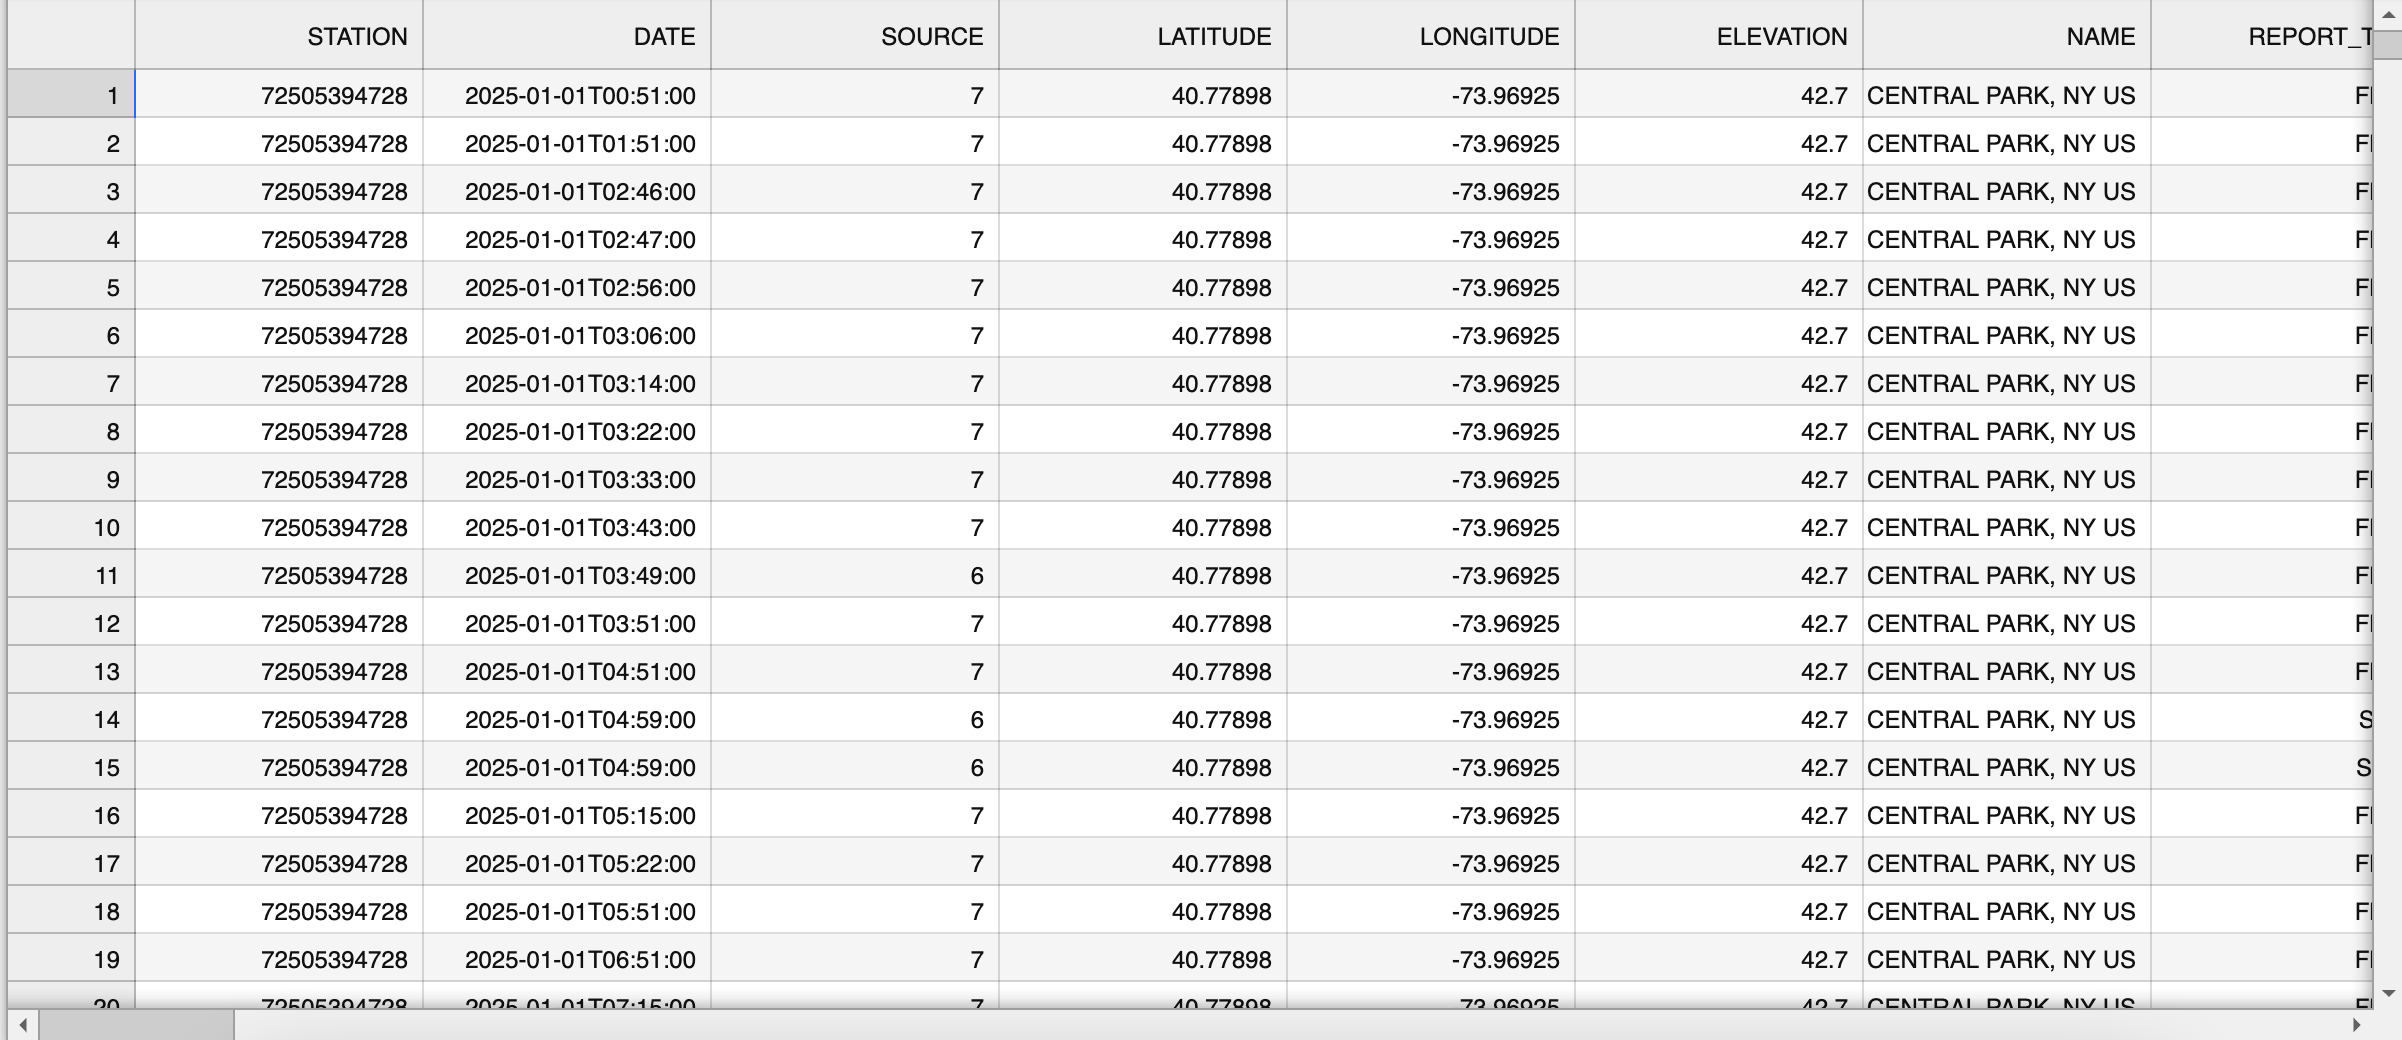 STATION DATE SOURCE LATITUDE LONGITUDE ELEVATION NAME REPORT_T
1 72505394728 2025-01-01T00:51:00 7 40.77898 -73.96925 42.7 CENTRAL PARK, NY US F
2 72505394728 2025-01-01T01:51:00 7 40.77898 -73.96925 42.7 CENTRAL PARK, NY US F
3 72505394728 2025-01-01T02:46:00 7 40.77898 -73.96925 42.7 CENTRAL PARK, NY US F
4 72505394728 2025-01-01T02:47:00 7 40.77898 -73.96925 42.7 CENTRAL PARK, NY US F
5 72505394728 2025-01-01T02:56:00 7 40.77898 -73.96925 42.7 CENTRAL PARK, NY US F
6 72505394728 2025-01-01T03:06:00 7 40.77898 -73.96925 42.7 CENTRAL PARK, NY US F
7 72505394728 2025-01-01T03:14:00 7 40.77898 -73.96925 42.7 CENTRAL PARK, NY US F
8 72505394728 2025-01-01T03:22:00 7 40.77898 -73.96925 42.7 CENTRAL PARK, NY US F
9 72505394728 2025-01-01T03:33:00 7 40.77898 -73.96925 42.7 CENTRAL PARK, NY US F
10 72505394728 2025-01-01T03:43:00 7 40.77898 -73.96925 42.7 CENTRAL PARK, NY US F
11 72505394728 2025-01-01T03:49:00 6 40.77898 -73.96925 42.7 CENTRAL PARK, NY US F
12 72505394728 2025-01-01T03:51:00 7 40.77898 -73.96925 42.7 CENTRAL PARK, NY US F
13 72505394728 2025-01-01T04:51:00 7 40.77898 -73.96925 42.7 CENTRAL PARK, NY US F
14 72505394728 2025-01-01T04:59:00 6 40.77898 -73.96925 42.7 CENTRAL PARK, NY US S
15 72505394728 2025-01-01T04:59:00 6 40.77898 -73.96925 42.7 CENTRAL PARK, NY US S
16 72505394728 2025-01-01T05:15:00 7 40.77898 -73.96925 42.7 CENTRAL PARK, NY US F
17 72505394728 2025-01-01T05:22:00 7 40.77898 -73.96925 42.7 CENTRAL PARK, NY US F
18 72505394728 2025-01-01T05:51:00 7 40.77898 -73.96925 42.7 CENTRAL PARK, NY US F
19 72505394728 2025-01-01T06:51:00 7 40.77898 -73.96925 42.7 CENTRAL PARK, NY US F
20 72505394728 2025-01-01T07:15:00 7 40.77898 -73.96925 42.7 CENTRAL PARK, NY US F